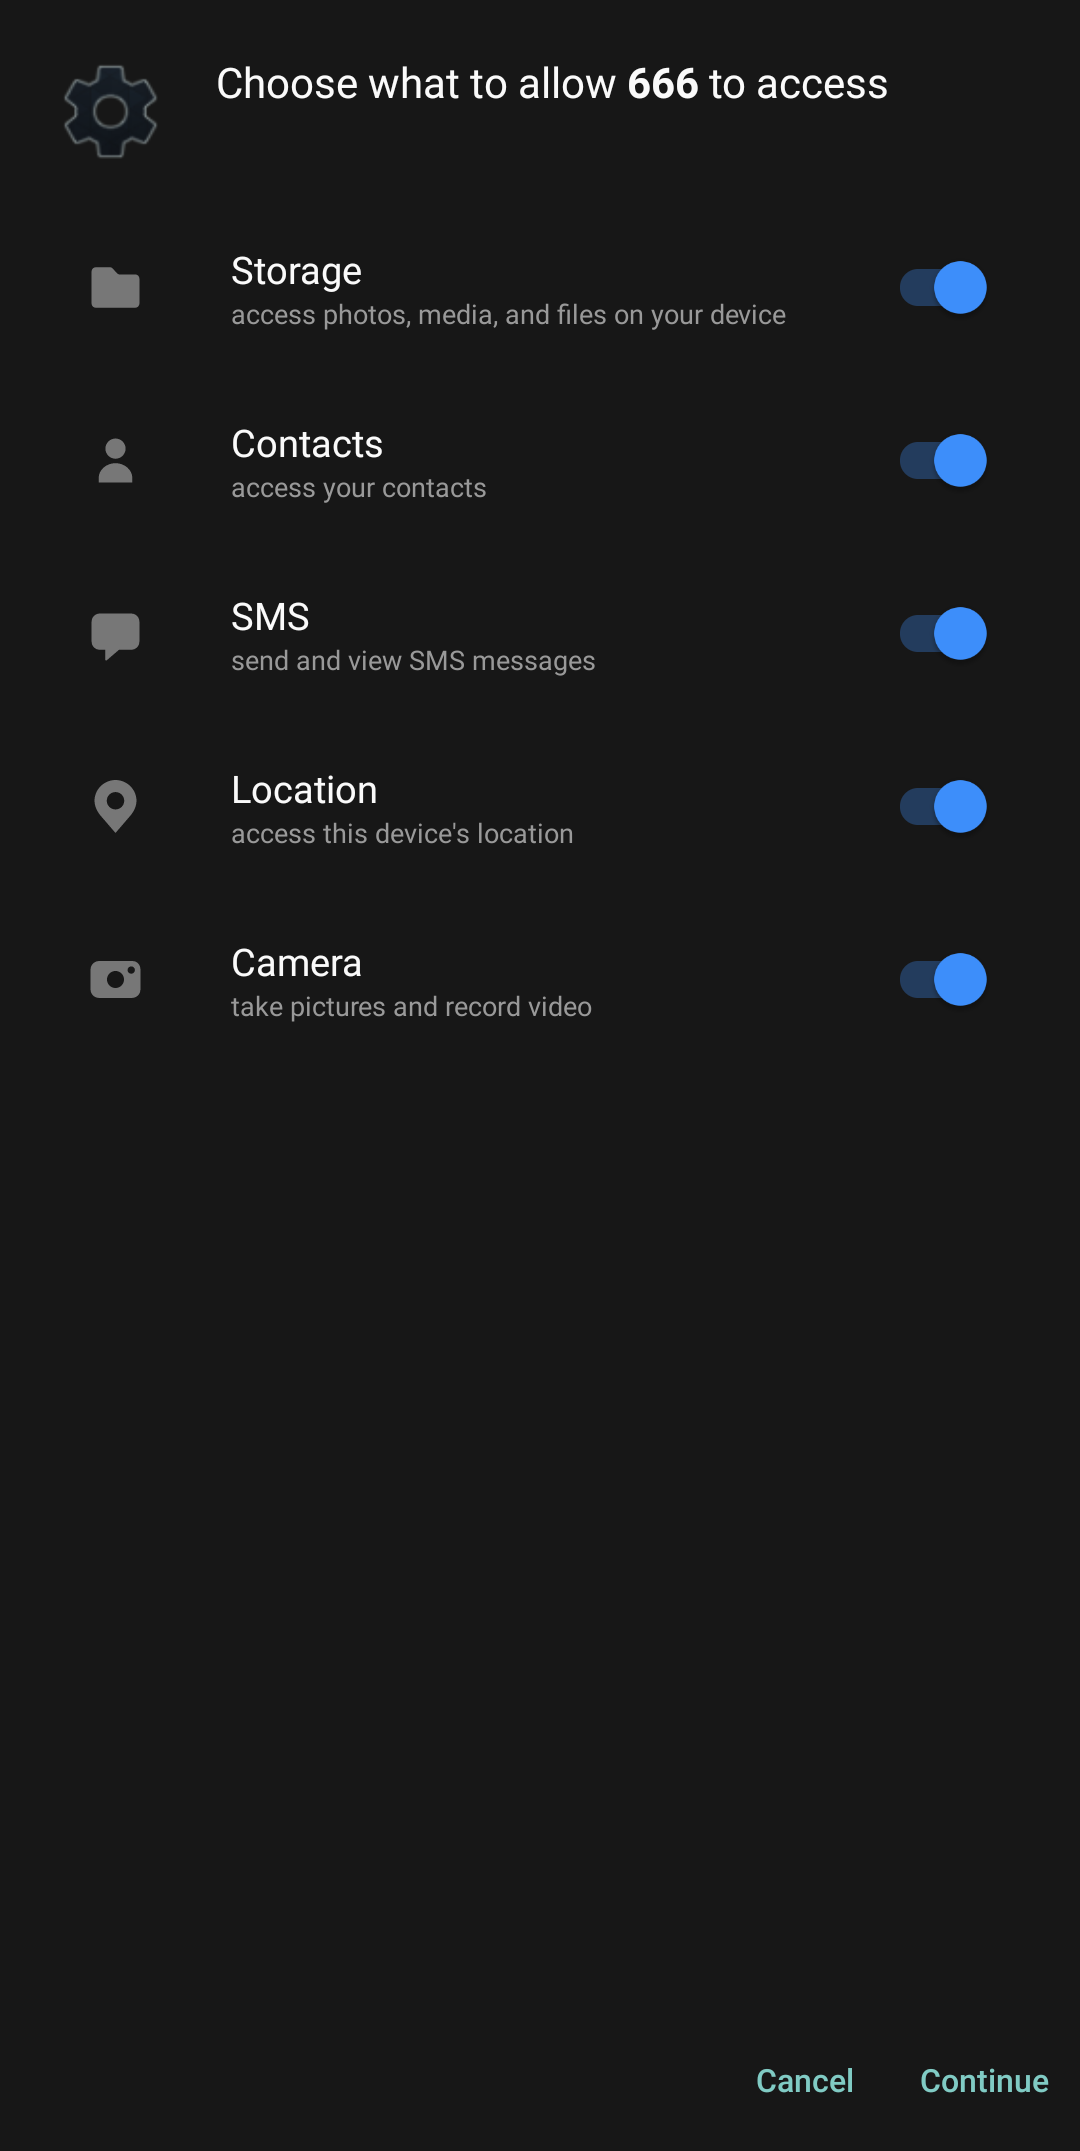 Choose what to allow 666 to access
Storage
access photos, media, and files on your device
Contacts
access your contacts
SMS
send and view SMS messages
Location
access this device's location
Camera
take pictures and record video
Cancel Continue